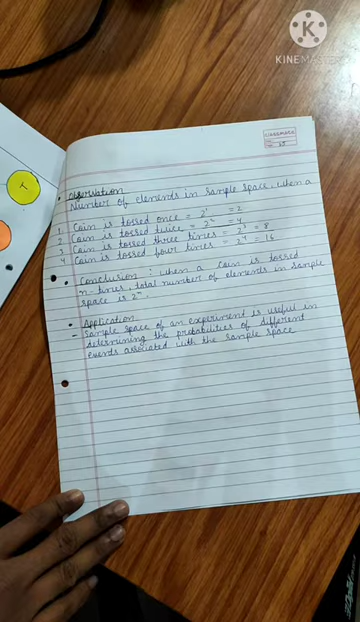 KINEMASTER
classmate
T
• Observation
Number of elements in sample space, when a
1 Coin is tossed once = 2¹ = 2
2 Coin is tossed twice = 2² = 4
3 Coin is tossed three times = 2³ = 8
4 Coin is tossed four times = 2⁴ = 16
• Conclusion : when a coin is tossed
n-times, total number of elements in sample
space is 2ⁿ.
• Application
- Sample space of an experiment is useful in
determining the probabilities of different
events associated with the sample space